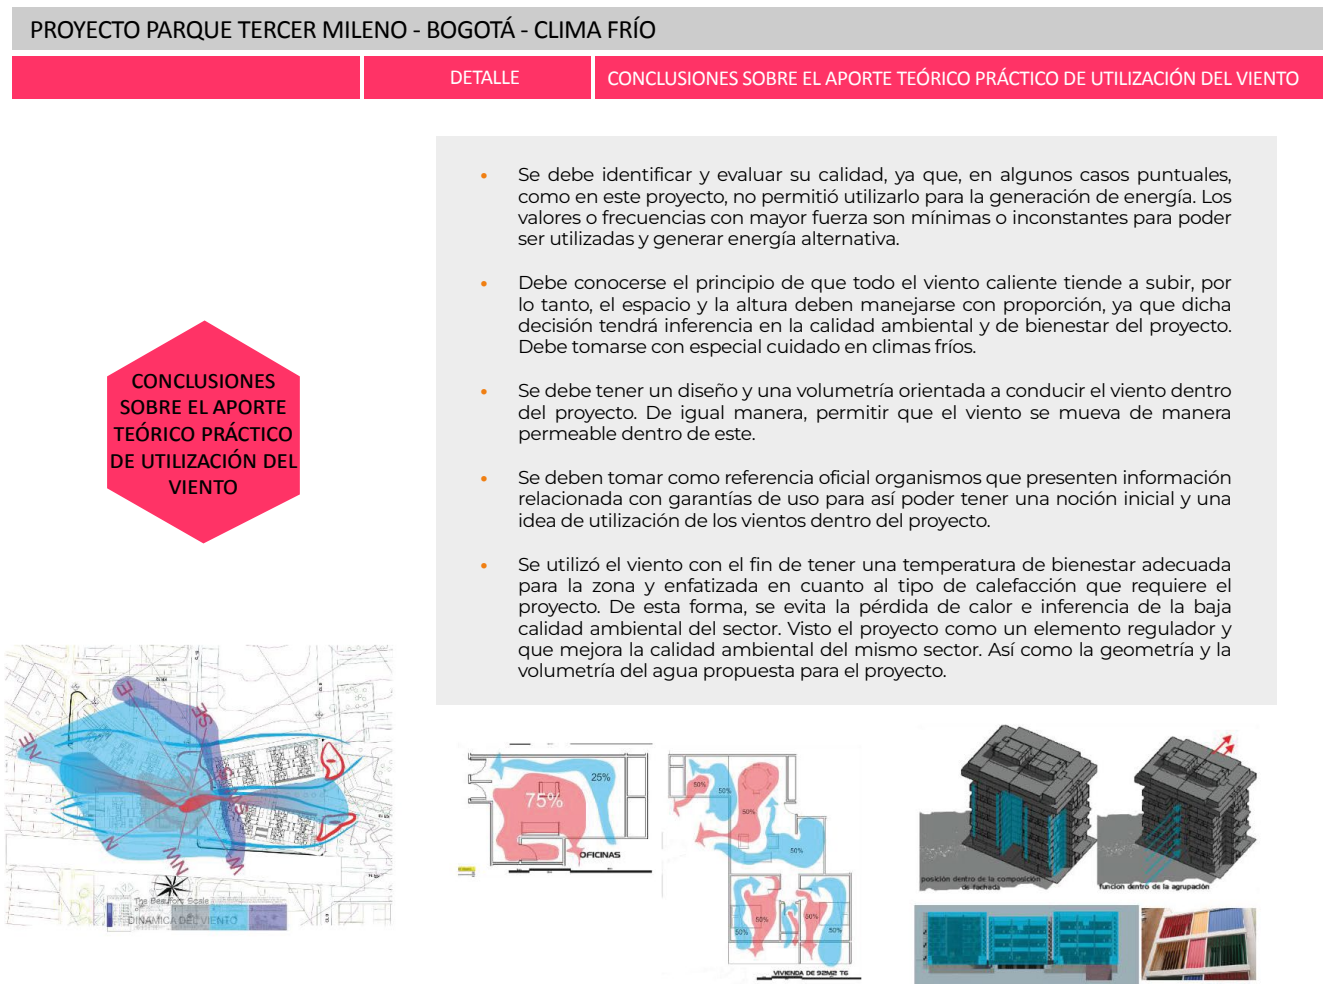 PROYECTO PARQUE TERCER MILENO - BOGOTÁ - CLIMA FRÍO
DETALLE
CONCLUSIONES SOBRE EL APORTE TEÓRICO PRÁCTICO DE UTILIZACIÓN DEL VIENTO
• Se debe identificar y evaluar su calidad, ya que, en algunos casos puntuales,
como en este proyecto, no permitió utilizarlo para la generación de energía. Los
valores o frecuencias con mayor fuerza son mínimas o inconstantes para poder
ser utilizadas y generar energía alternativa.
• Debe conocerse el principio de que todo el viento caliente tiende a subir, por
lo tanto, el espacio y la altura deben manejarse con proporción, ya que dicha
decisión tendrá inferencia en la calidad ambiental y de bienestar del proyecto.
Debe tomarse con especial cuidado en climas fríos.
• Se debe tener un diseño y una volumetría orientada a conducir el viento dentro
del proyecto. De igual manera, permitir que el viento se mueva de manera
permeable dentro de este.
• Se deben tomar como referencia oficial organismos que presenten información
relacionada con garantías de uso para así poder tener una noción inicial y una
idea de utilización de los vientos dentro del proyecto.
• Se utilizó el viento con el fin de tener una temperatura de bienestar adecuada
para la zona y enfatizada en cuanto al tipo de calefacción que requiere el
proyecto. De esta forma, se evita la pérdida de calor e inferencia de la baja
calidad ambiental del sector. Visto el proyecto como un elemento regulador y
que mejora la calidad ambiental del mismo sector. Así como la geometría y la
volumetría del agua propuesta para el proyecto.
CONCLUSIONES
SOBRE EL APORTE
TEÓRICO PRÁCTICO
DE UTILIZACIÓN DEL
VIENTO
E
SE
NE
S
N
NW
W
The Beaufort Scale
DINAMICA DEL VIENTO
25%
75%
OFICINAS
50%
50%
50%
50%
50%
50%
50%
50%
VIVIENDA DE 92M2 T6
posición dentro de la composición
de fachada
funcion dentro de la agrupación